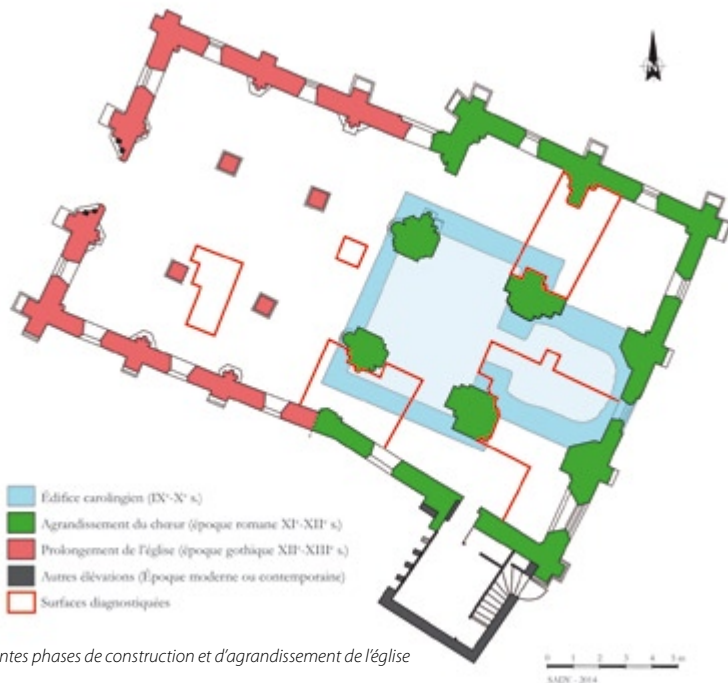 N
Édifice carolingien (IXᵉ-Xᵉ s.)
Agrandissement du chœur (époque romane XIᵉ-XIIᵉ s.)
Prolongement de l'église (époque gothique XIIᵉ-XIIIᵉ s.)
Autres élévations (Époque moderne ou contemporaine)
Surfaces diagnostiquées
ntes phases de construction et d'agrandissement de l'église
0 1 2 3 4 5 m
2014